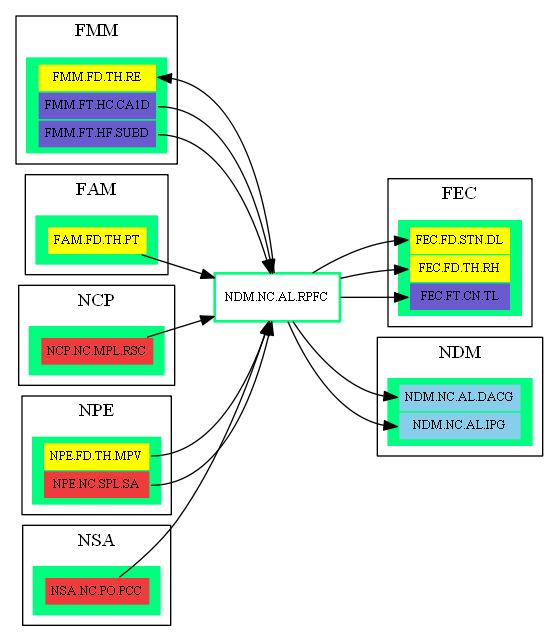 FMM
FMM.FD.TH.RE
FMM.FT.HC.CA1D
FMM.FT.HF.SUBD
FAM
FAM.FD.TH.PT
NCP
NCP.NC.MPL.RSC
NPE
NPE.FD.TH.MPV
NPE.NC.SPL.SA
NSA
NSA.NC.PO.PCC
NDM.NC.AL.RPFC
FEC
FEC.FD.STN.DL
FEC.FD.TH.RH
FEC.FT.CN.TL
NDM
NDM.NC.AL.DACG
NDM.NC.AL.IPG